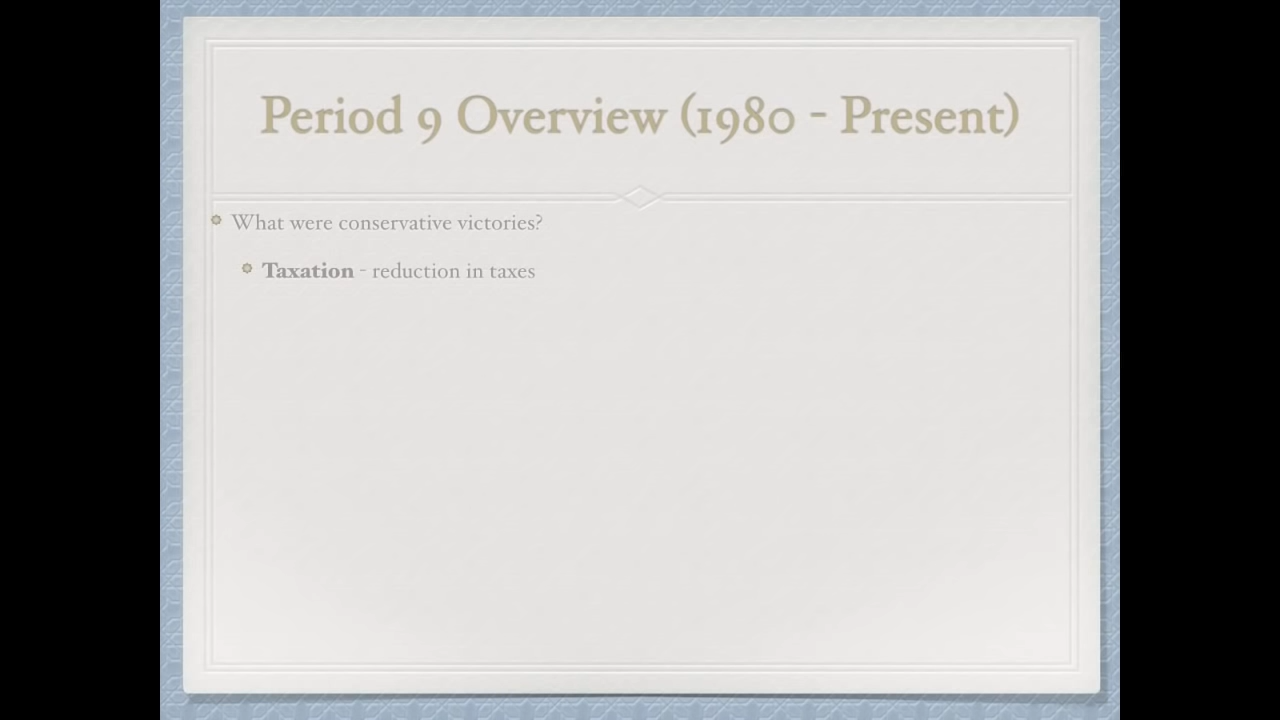 Period 9 Overview (1980 - Present)
What were conservative victories?
Taxation - reduction in taxes